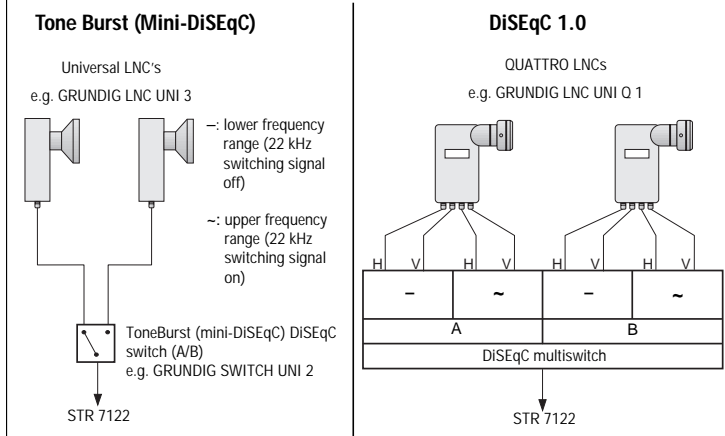 Tone Burst (Mini-DiSEqC)
Universal LNC's
e.g. GRUNDIG LNC UNI 3
–: lower frequency
range (22 kHz
switching signal
off)
~: upper frequency
range (22 kHz
switching signal
on)
ToneBurst (mini-DiSEqC) DiSEqC
switch (A/B)
e.g. GRUNDIG SWITCH UNI 2
STR 7122
DiSEqC 1.0
QUATTRO LNCs
e.g. GRUNDIG LNC UNI Q 1
H V H V H V H V
– ~ – ~
A B
DiSEqC multiswitch
STR 7122